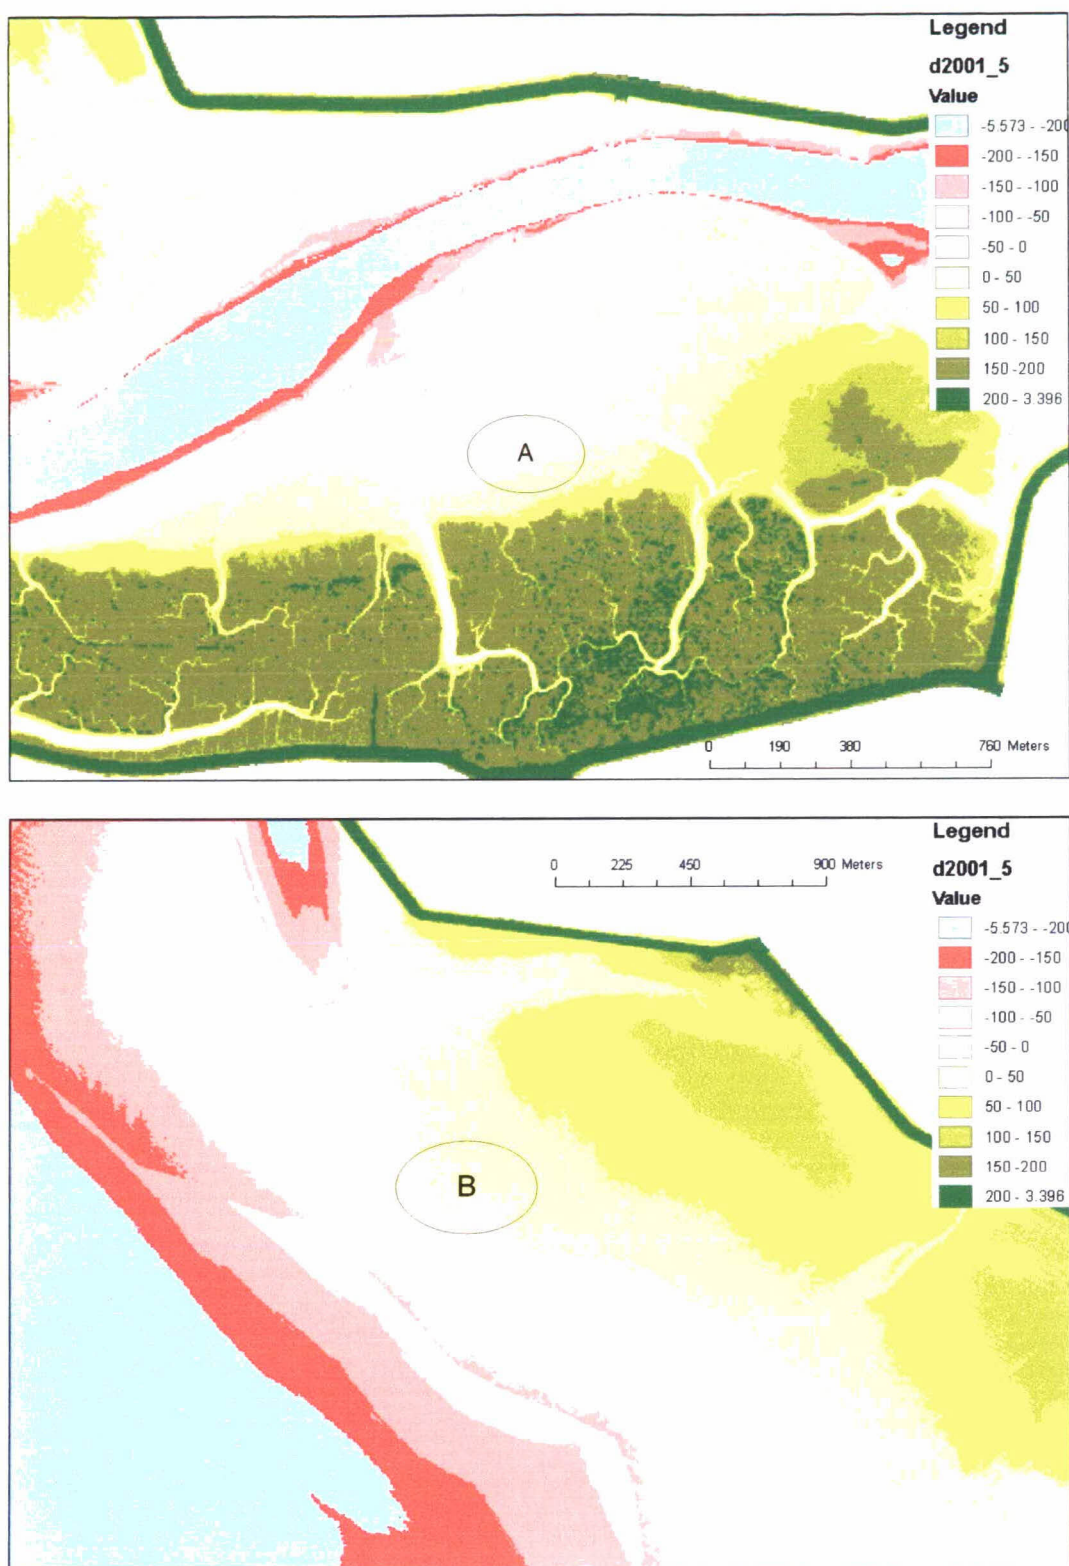 Legend
d2001_5
Value
-5.573 - -200
-200 - -150
-150 - -100
-100 - -50
-50 - 0
0 - 50
50 - 100
100 - 150
150 -200
200 - 3.396
A
0 190 380 760 Meters
Legend
d2001_5
Value
0 225 450 900 Meters
-5.573 - -200
-200 - -150
-150 - -100
-100 - -50
-50 - 0
0 - 50
50 - 100
100 - 150
150 -200
200 - 3.396
B